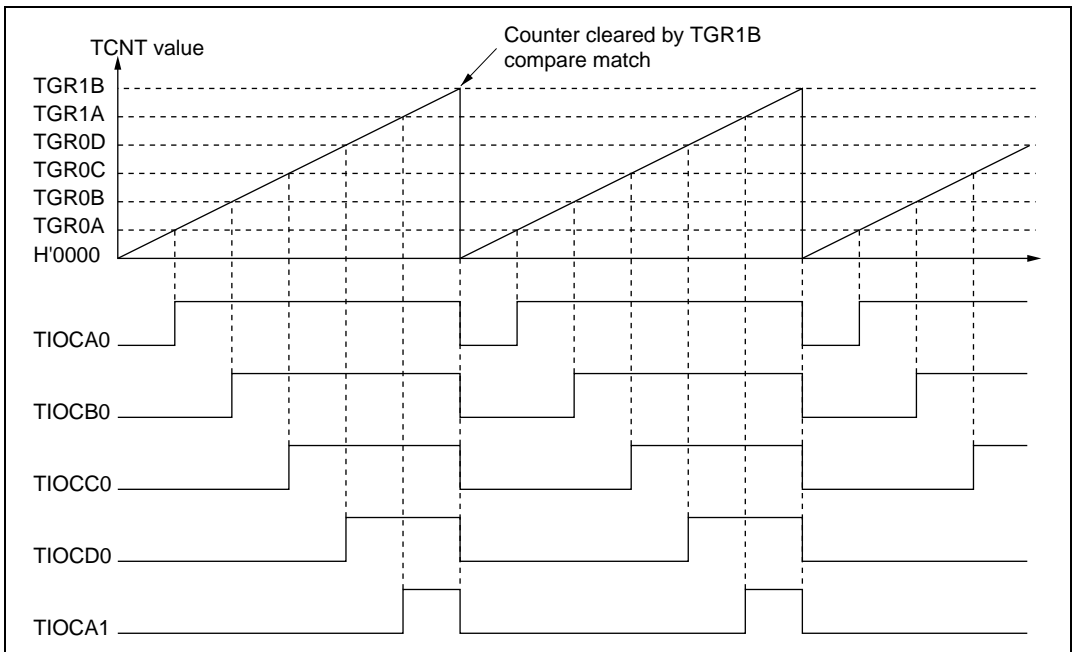 Counter cleared by TGR1B
compare match
TCNT value
TGR1B
TGR1A
TGR0D
TGR0C
TGR0B
TGR0A
H'0000
TIOCA0
TIOCB0
TIOCC0
TIOCD0
TIOCA1